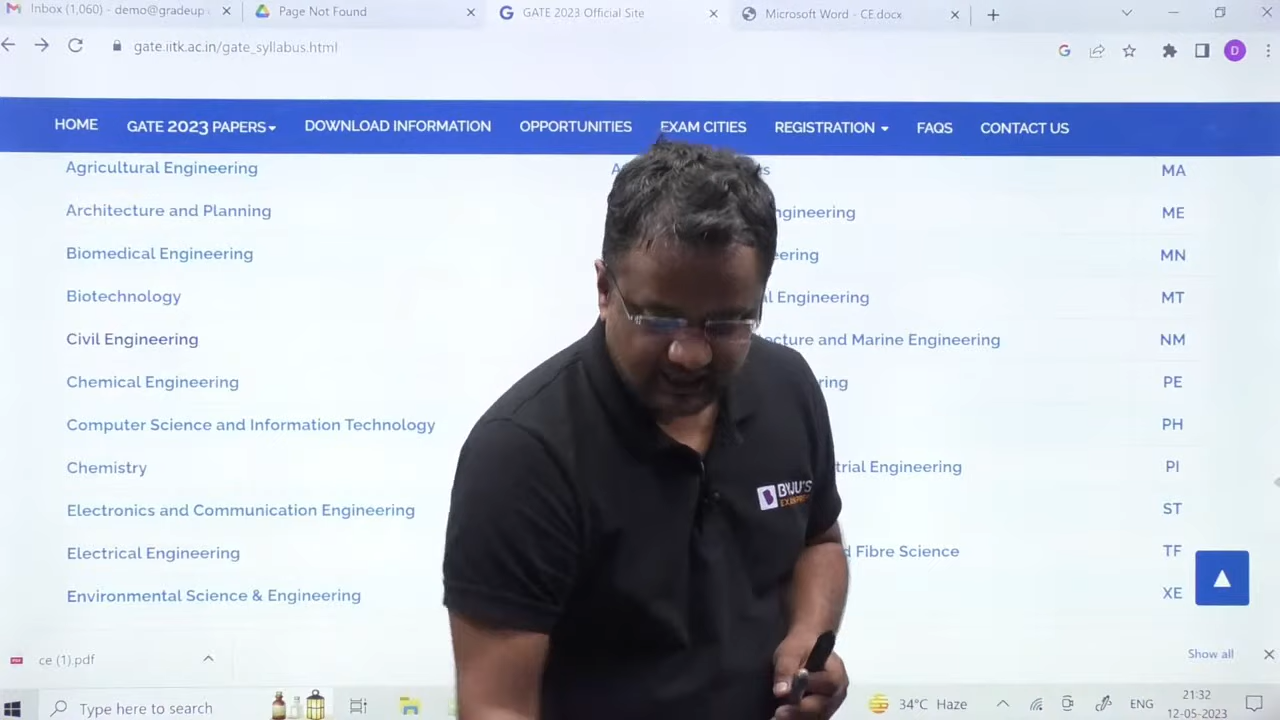 Inbox (1,060) - demo@gradeup
Page Not Found
GATE 2023 Official Site
Microsoft Word - CE.docx
gate.iitk.ac.in/gate_syllabus.html
D
HOME
GATE 2023 PAPERS
DOWNLOAD INFORMATION
OPPORTUNITIES
EXAM CITIES
REGISTRATION
FAQS
CONTACT US
Agricultural Engineering
MA
Architecture and Planning
ngineering
ME
Biomedical Engineering
eering
MN
Biotechnology
l Engineering
MT
Civil Engineering
ecture and Marine Engineering
NM
Chemical Engineering
ring
PE
Computer Science and Information Technology
PH
Chemistry
trial Engineering
PI
Electronics and Communication Engineering
ST
Electrical Engineering
d Fibre Science
TF
Environmental Science & Engineering
XE
BYJU'S
ce (1).pdf
Show all
Type here to search
34°C Haze
ENG
21:32
12-05-2023